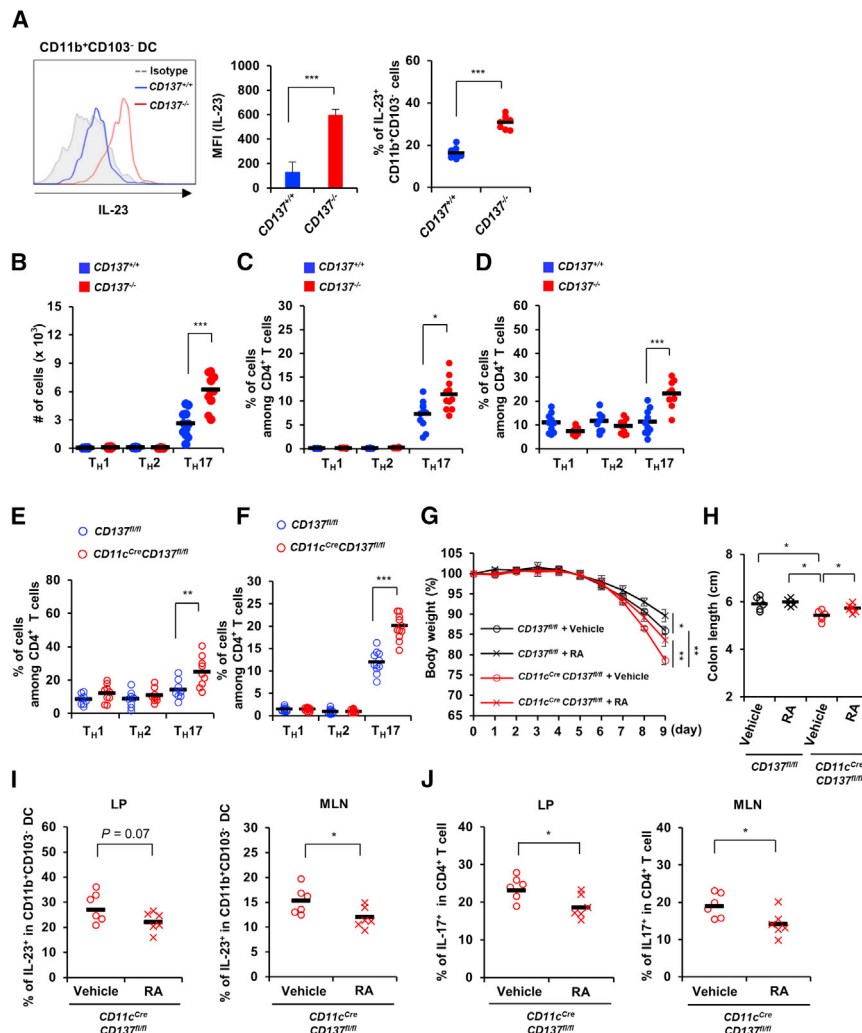 A
CD11b⁺CD103⁻ DC
Isotype
CD137⁺/⁺
CD137⁻/⁻
IL-23
MFI (IL-23)
1000
800
600
400
200
0
***
CD137⁺/⁺
CD137⁻/⁻
% of IL-23⁺
CD11b⁺CD103⁻ cells
60
40
20
0
***
CD137⁺/⁺
CD137⁻/⁻
B
CD137⁺/⁺
CD137⁻/⁻
# of cells (x 10³)
15
12
9
6
3
0
***
TH1
TH2
TH17
C
% of cells
among CD4⁺ T cells
30
25
20
15
10
5
0
*
TH1
TH2
TH17
D
CD137⁺/⁺
CD137⁻/⁻
% of cells
among CD4⁺ T cells
60
50
40
30
20
10
0
***
TH1
TH2
TH17
E
CD137fl/fl
CD11cCreCD137fl/fl
% of cells
among CD4⁺ T cells
80
60
40
20
0
**
TH1
TH2
TH17
F
CD137fl/fl
CD11cCreCD137fl/fl
% of cells
among CD4⁺ T cells
30
25
20
15
10
5
0
***
TH1
TH2
TH17
G
Body weight (%)
105
100
95
90
85
80
75
70
65
CD137fl/fl + Vehicle
CD137fl/fl + RA
CD11cCre CD137fl/fl + Vehicle
CD11cCre CD137fl/fl + RA
*
**
**
0 1 2 3 4 5 6 7 8 9 (day)
H
Colon length (cm)
8
6
4
2
*
*
*
Vehicle
RA
Vehicle
RA
CD137fl/fl
CD11cCre
CD137fl/fl
I
LP
% of IL-23⁺ in CD11b⁺CD103⁻ DC
60
50
40
30
20
10
0
P = 0.07
Vehicle
RA
CD11cCre
CD137fl/fl
MLN
% of IL-23⁺ in CD11b⁺CD103⁻ DC
35
30
25
20
15
10
5
0
*
Vehicle
RA
CD11cCre
CD137fl/fl
J
LP
% of IL-17⁺ in CD4⁺ T cell
40
30
20
10
0
*
Vehicle
RA
CD11cCre
CD137fl/fl
MLN
% of IL17⁺ in CD4⁺ T cell
40
30
20
10
0
*
Vehicle
RA
CD11cCre
CD137fl/fl